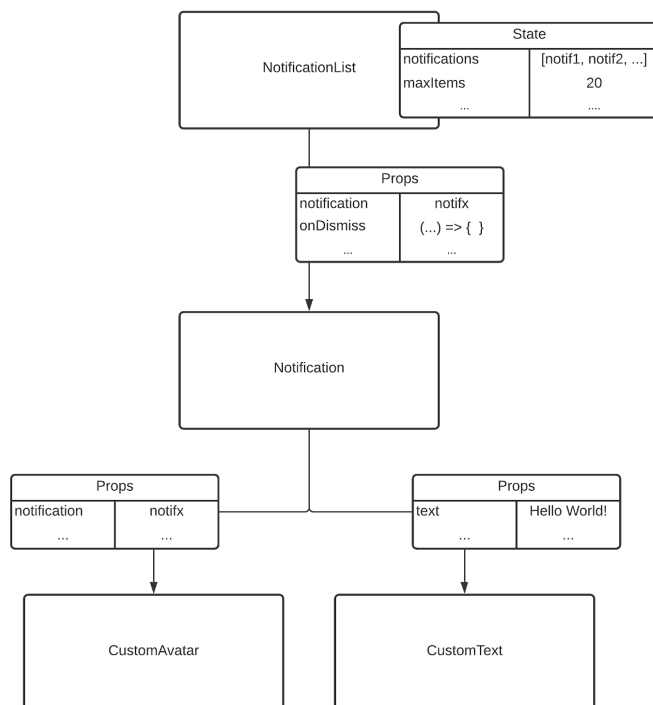 State
NotificationList
notifications [notif1, notif2, ...]
maxItems 20
... ....
Props
notification notifx
onDismiss (...) => { }
... ...
Notification
Props
notification notifx
... ...
Props
text Hello World!
... ...
CustomAvatar
CustomText